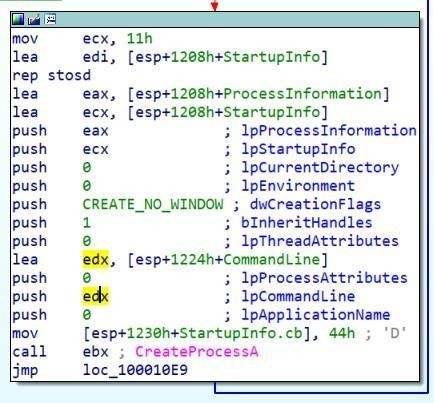 mov ecx, 11h
lea edi, [esp+1208h+StartupInfo]
rep stosd
lea eax, [esp+1208h+ProcessInformation]
lea ecx, [esp+1208h+StartupInfo]
push eax ; lpProcessInformation
push ecx ; lpStartupInfo
push 0 ; lpCurrentDirectory
push 0 ; lpEnvironment
push CREATE_NO_WINDOW ; dwCreationFlags
push 1 ; bInheritHandles
push 0 ; lpThreadAttributes
lea edx, [esp+1224h+CommandLine]
push 0 ; lpProcessAttributes
push edx ; lpCommandLine
push 0 ; lpApplicationName
mov [esp+1230h+StartupInfo.cb], 44h ; 'D'
call ebx ; CreateProcessA
jmp loc_100010E9